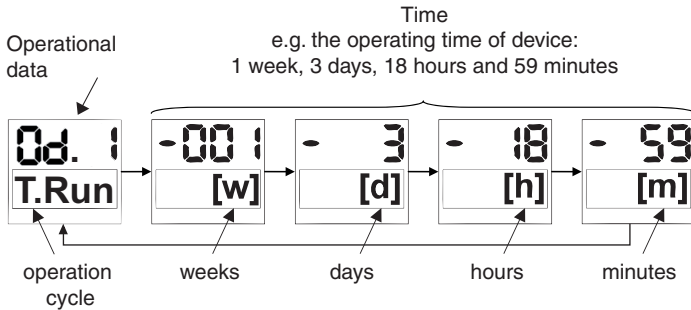 Time
e.g. the operating time of device:
1 week, 3 days, 18 hours and 59 minutes
Operational
data
0d. 1
T.Run
-001
[w]
- 3
[d]
- 18
[h]
- 59
[m]
operation
cycle
weeks
days
hours
minutes